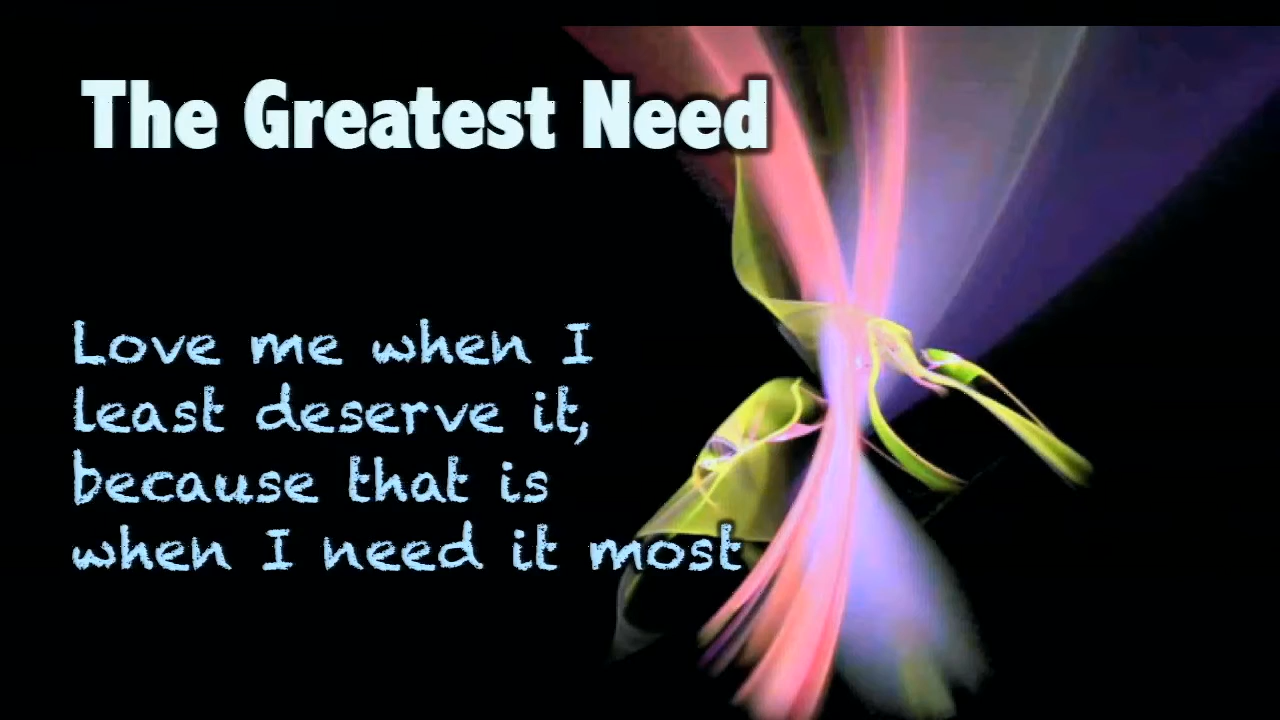 The Greatest Need
Love me when I
least deserve it,
because that is
when I need it most